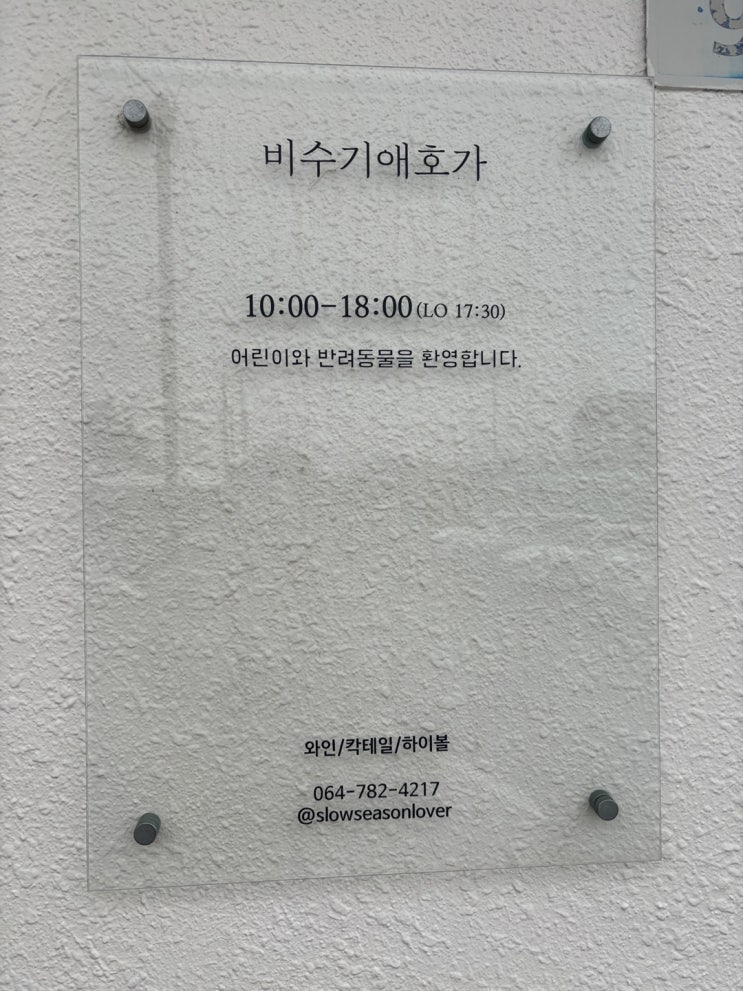 비수기애호가
10:00-18:00(LO 17:30)
어린이와 반려동물을 환영합니다.
와인/칵테일/하이볼
064-782-4217
@slowseasonlover